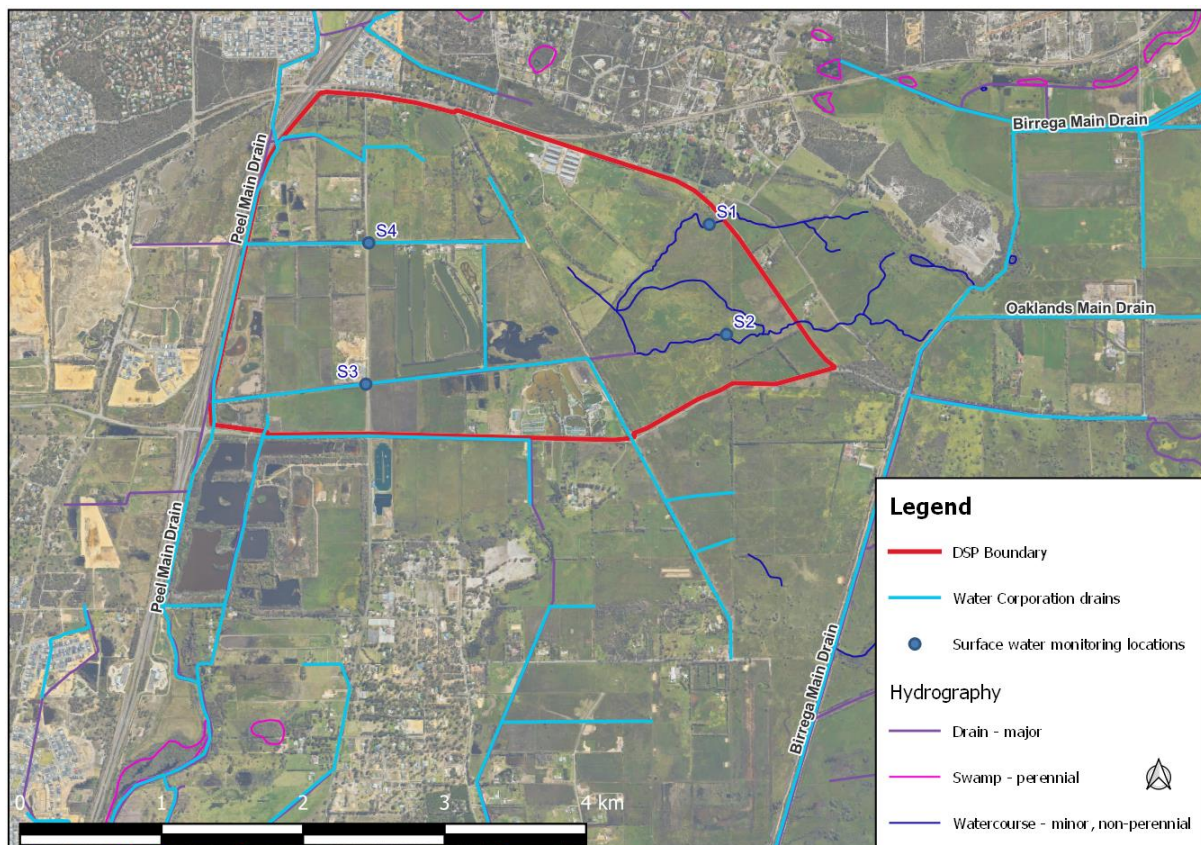 Birrega Main Drain
Peel Main Drain
S1
S4
Oaklands Main Drain
S2
S3
Peel Main Drain
Birrega Main Drain
Legend
DSP Boundary
Water Corporation drains
Surface water monitoring locations
Hydrography
Drain - major
Swamp - perennial
Watercourse - minor, non-perennial
0 1 2 3 4 km